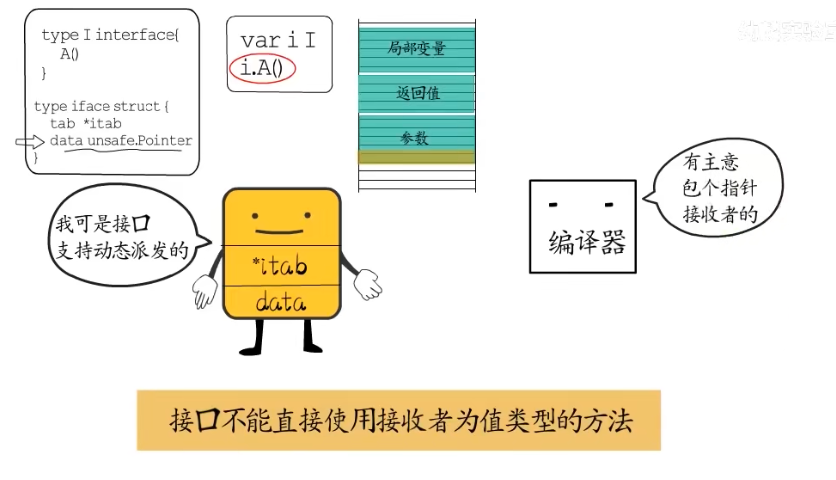 type I interface{
A()
}
type iface struct {
tab *itab
data unsafe.Pointer
}
var i I
i.A()
局部变量
返回值
参数
我可是接口
支持动态派发的
*itab
data
编译器
有主意
包个指针
接收者的
接口不能直接使用接收者为值类型的方法